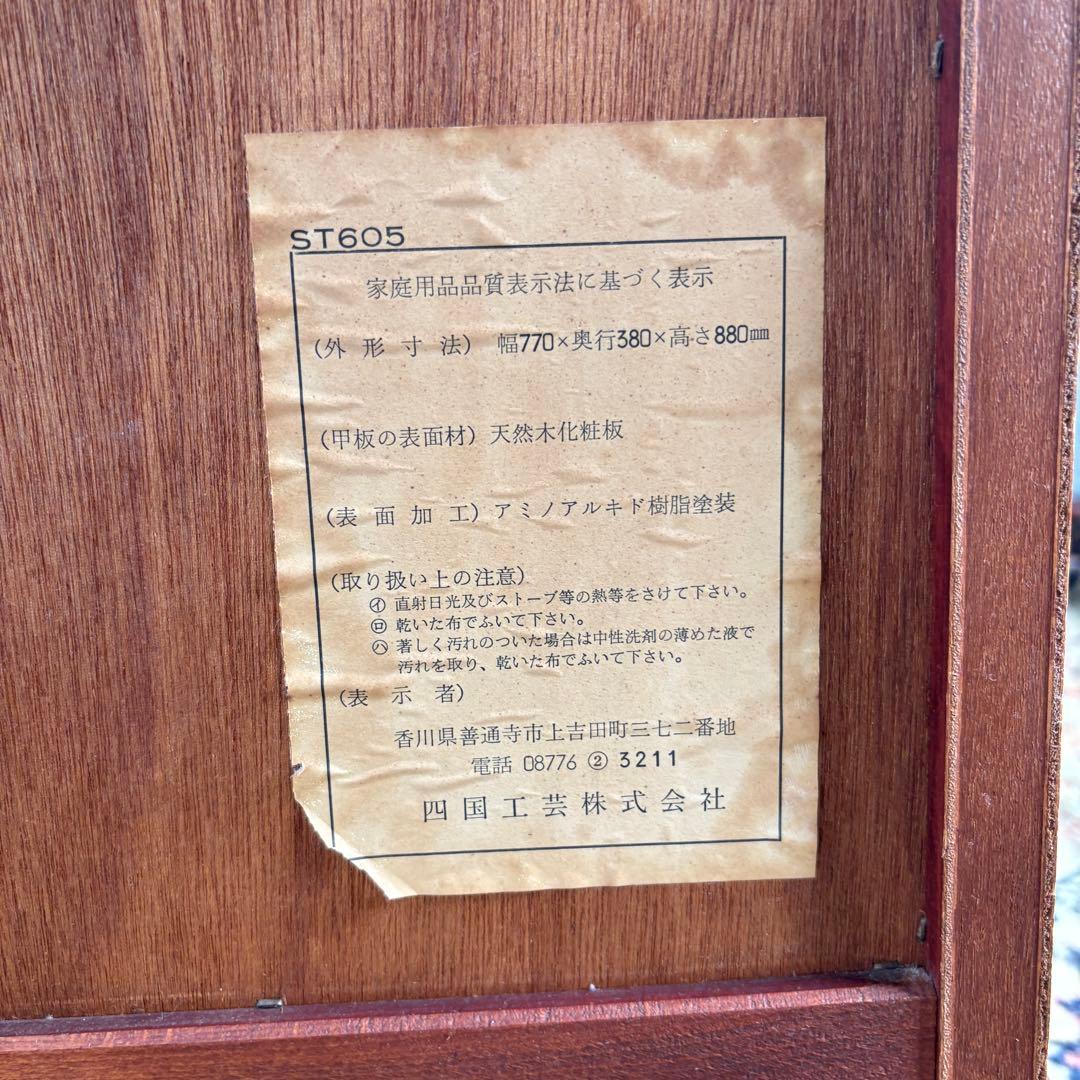 ST605
家庭用品品質表示法に基づく表示
(外形寸法) 幅770×奥行380×高さ880㎜
(甲板の表面材) 天然木化粧板
(表面加工) アミノアルキド樹脂塗装
(取り扱い上の注意)
㋑ 直射日光及びストーブ等の熱等をさけて下さい。
㋺ 乾いた布でふいて下さい。
㋩ 著しく汚れのついた場合は中性洗剤の薄めた液で
汚れを取り、乾いた布でふいて下さい。
(表示者)
香川県善通寺市上吉田町三七二番地
電話 08776 ② 3211
四国工芸株式会社